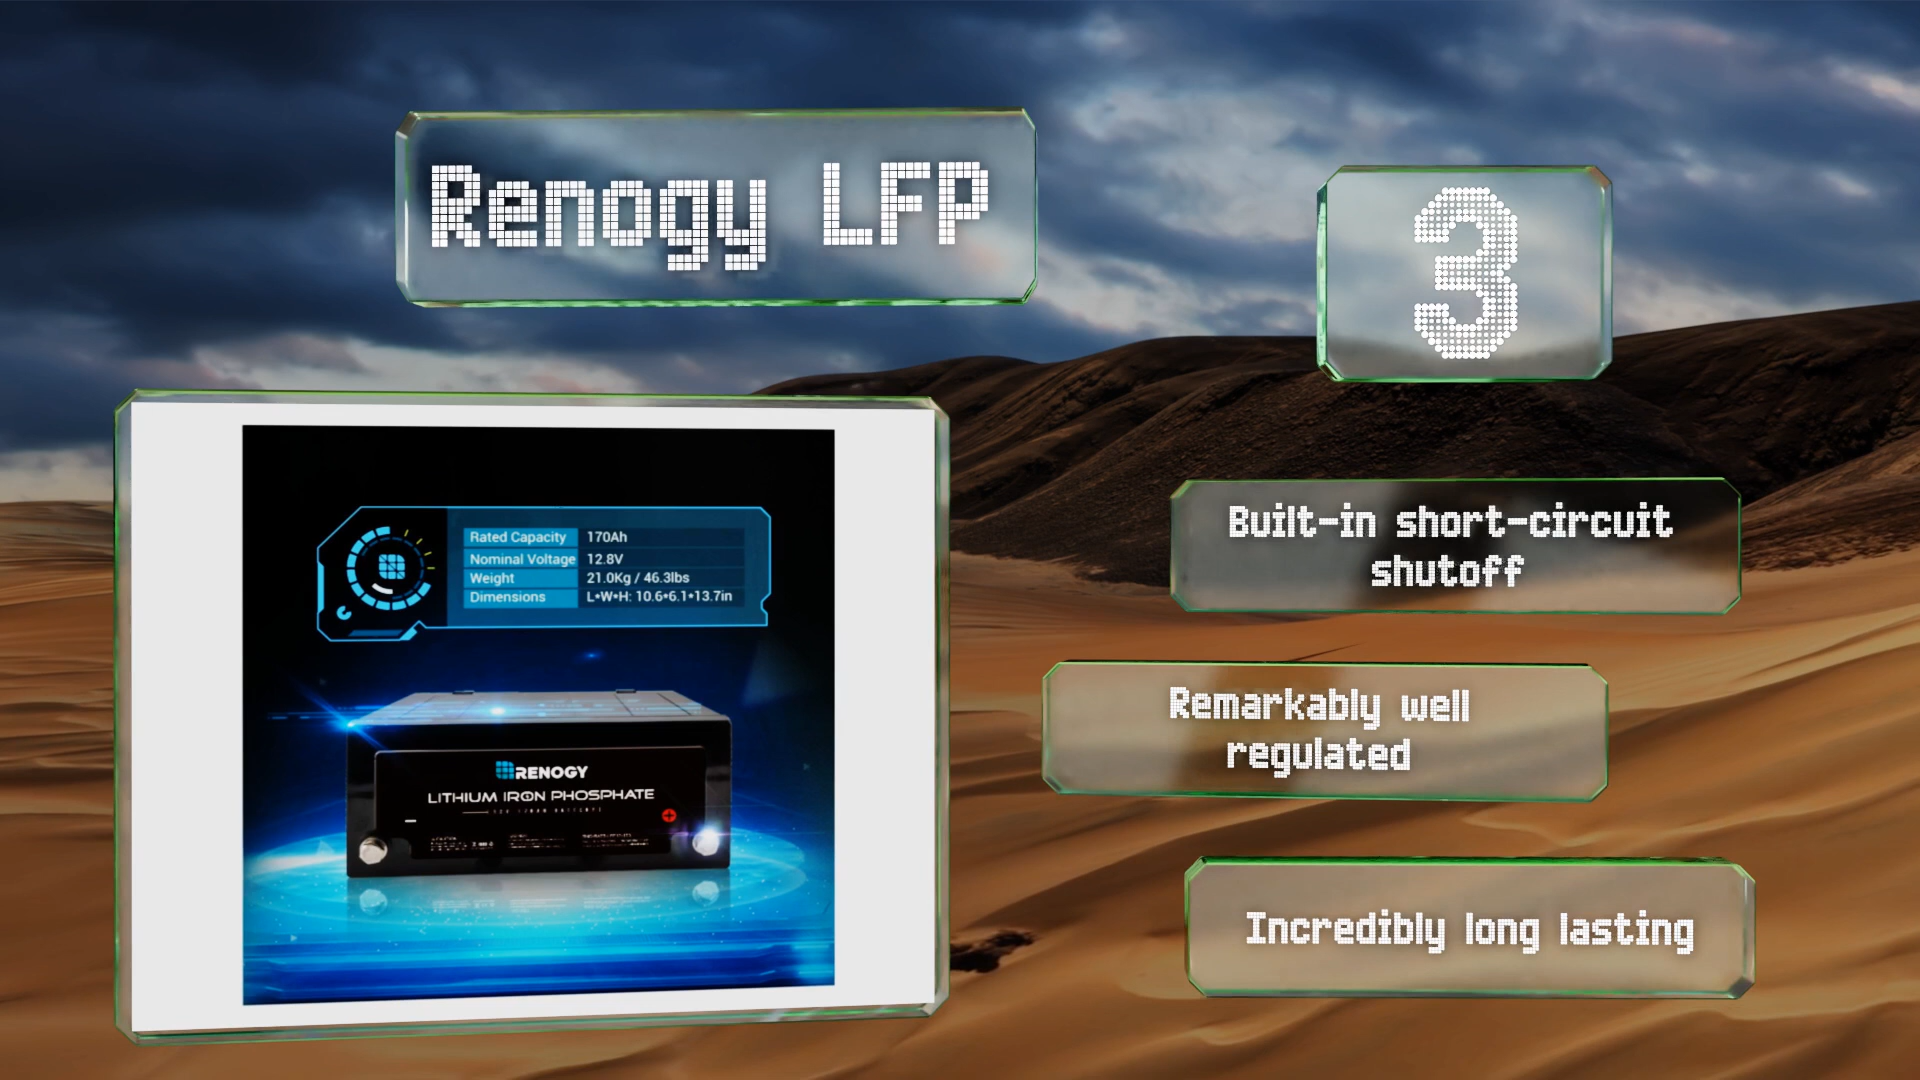 Renogy LFP
3
Rated Capacity 170Ah
Nominal Voltage 12.8V
Weight 21.0Kg / 46.3lbs
Dimensions L•W•H: 10.6•6.1•13.7in
RENOGY
LITHIUM IRON PHOSPHATE
Built-in short-circuit
shutoff
Remarkably well
regulated
Incredibly long lasting